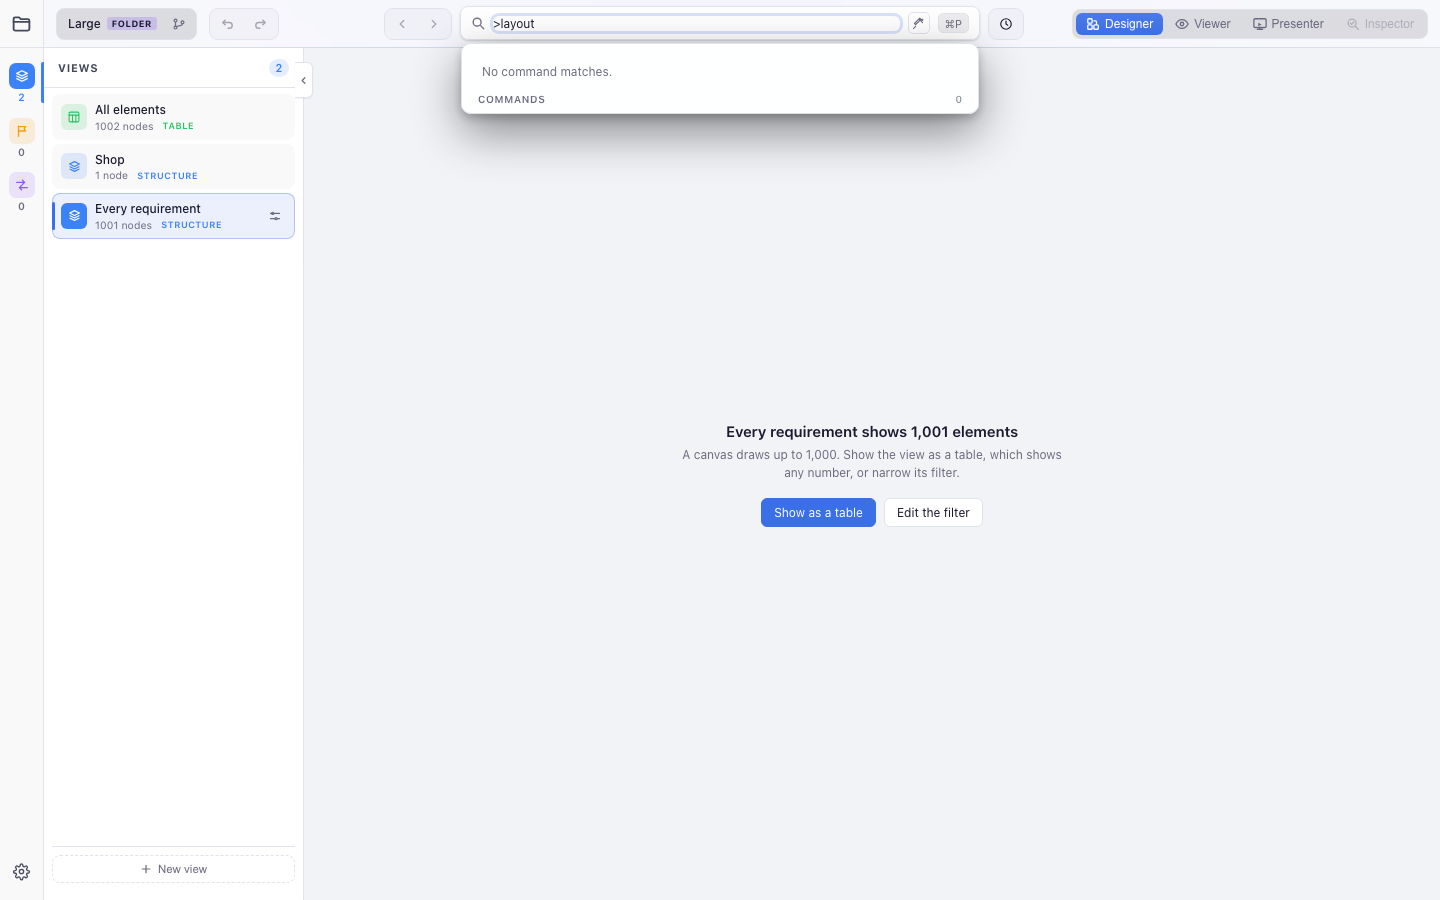 Large FOLDER
>layout
⌘P
Designer
Viewer
Presenter
Inspector
No command matches.
COMMANDS 0
VIEWS 2
2
0
0
All elements
1002 nodes TABLE
Shop
1 node STRUCTURE
Every requirement
1001 nodes STRUCTURE
Every requirement shows 1,001 elements
A canvas draws up to 1,000. Show the view as a table, which shows
any number, or narrow its filter.
Show as a table
Edit the filter
New view